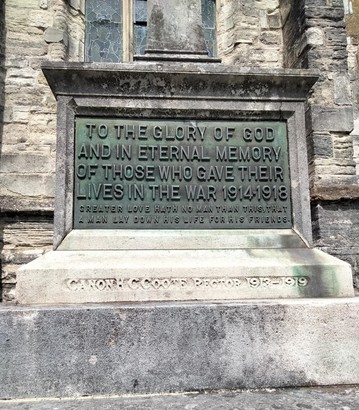 TO THE GLORY OF GOD
AND IN ETERNAL MEMORY
OF THOSE WHO GAVE THEIR
LIVES IN THE WAR 1914-1918
GREATER LOVE HATH NO MAN THAN THIS, THAT
A MAN LAY DOWN HIS LIFE FOR HIS FRIENDS.
CANON H.C. COOTE RECTOR 1913-1919